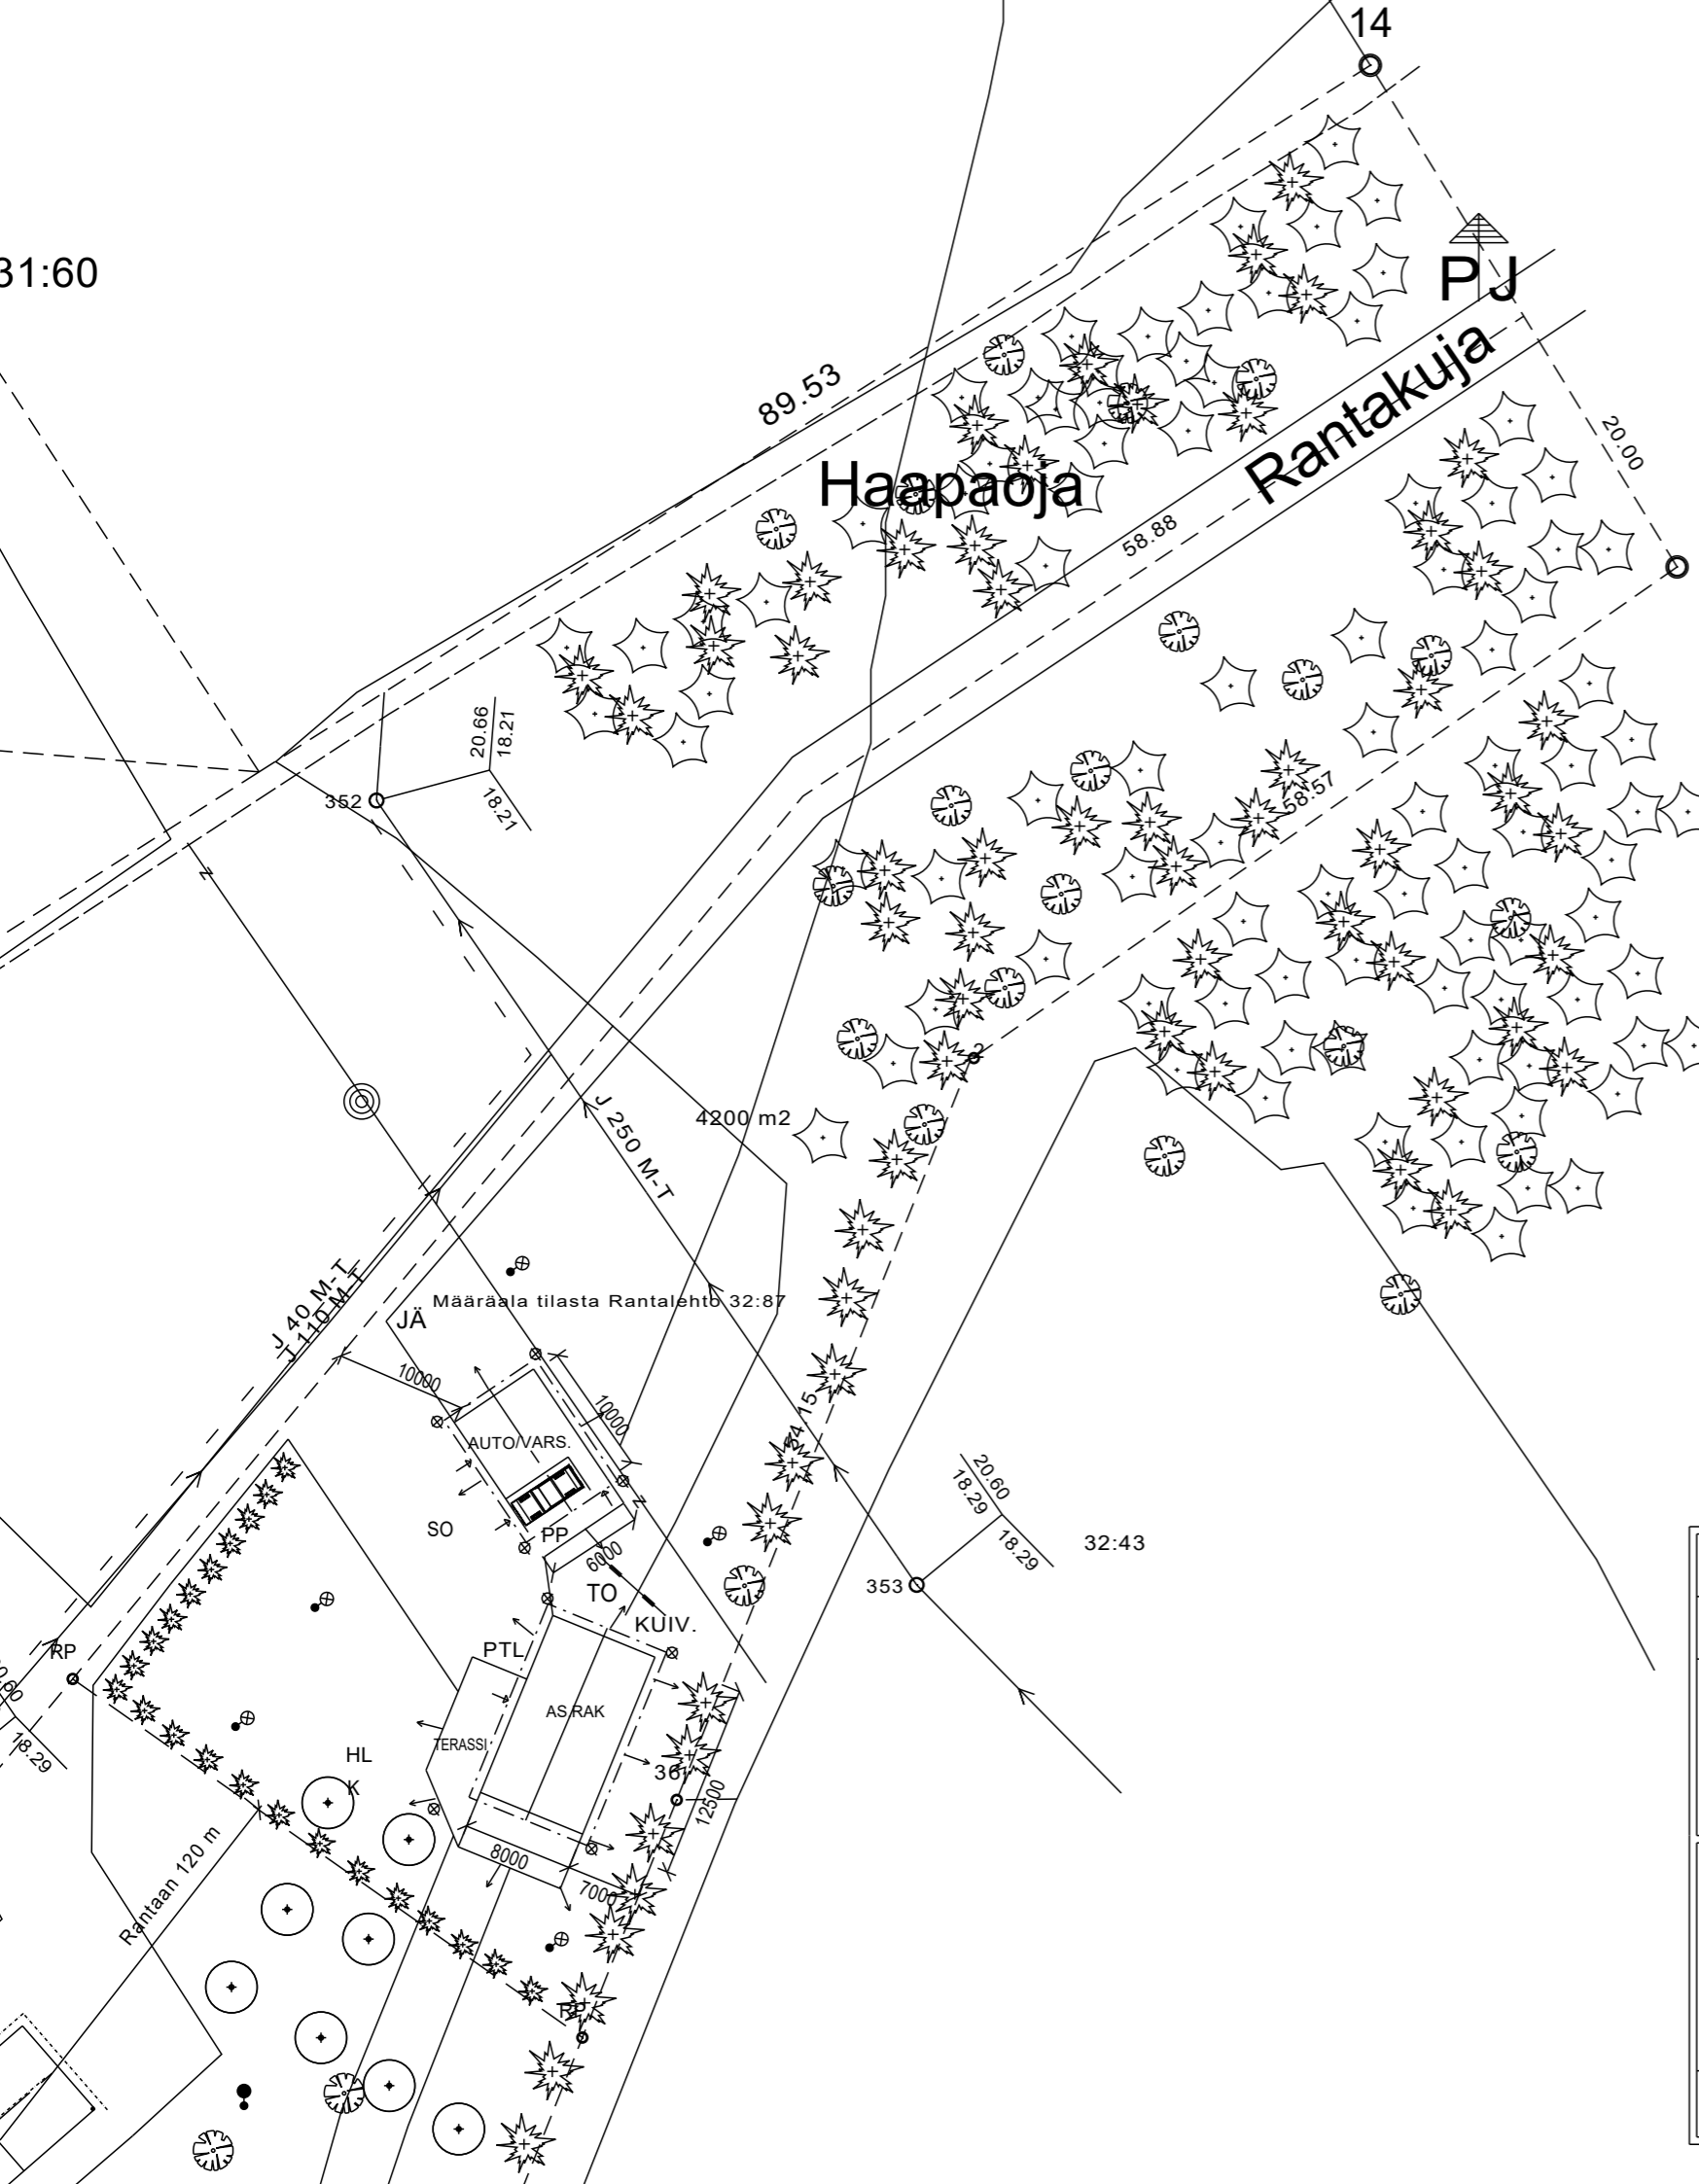 14
31:60
PJ
Rantakuja
89.53
20.00
Haapaoja
58.88
20.66
18.21
352
18.21
58.57
2
J 250 M-T
4200 m2
J 40 M-T
J 110 M-T
Määräala tilasta Rantalehto 32:87
JÄ
10000
10000
54.15
AUTO/VARS.
20.60
18.29
18.29
SO
PP
32:43
6000
353
TO
KUIV.
RP
PTL
AS RAK
18.29
TERASSI
HL
K
36
12500
8000
7000
Rantaan 120 m
RP